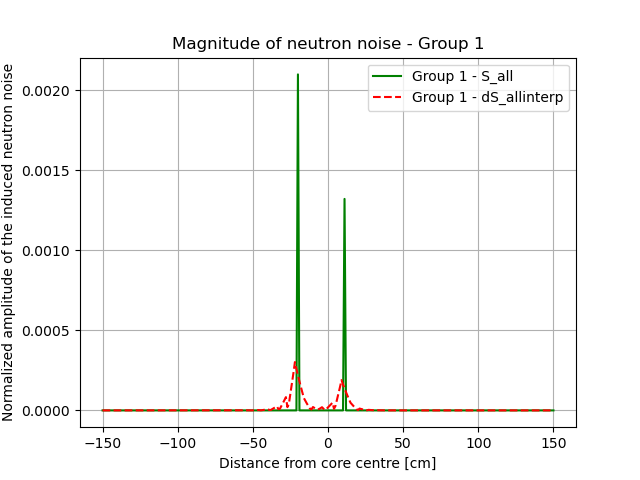 Magnitude of neutron noise - Group 1
Normalized amplitude of the induced neutron noise
0.0020
0.0015
0.0010
0.0005
0.0000
Group 1 - S_all
Group 1 - dS_allinterp
−150 −100 −50 0 50 100 150
Distance from core centre [cm]